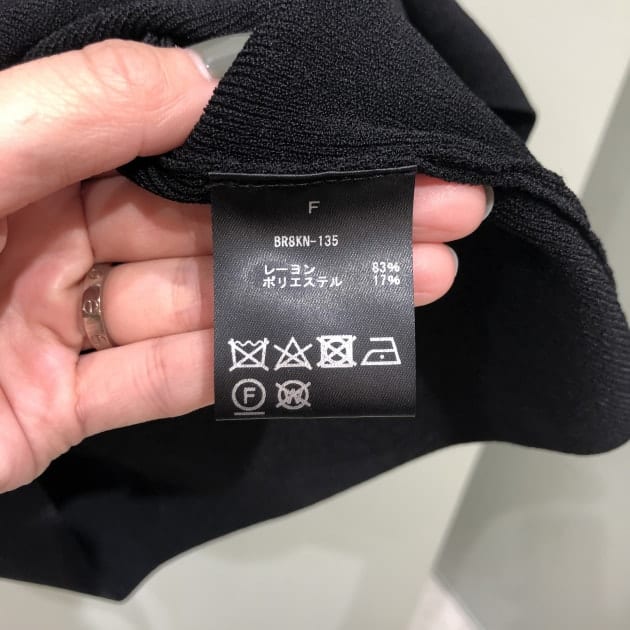 F
BR8KN-135
レーヨン 83%
ポリエステル 17%
F W